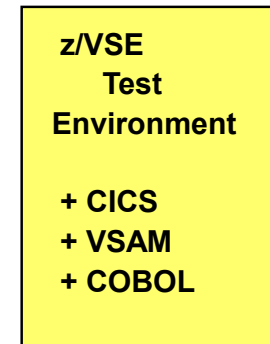 z/VSE
Test
Environment
+ CICS
+ VSAM
+ COBOL